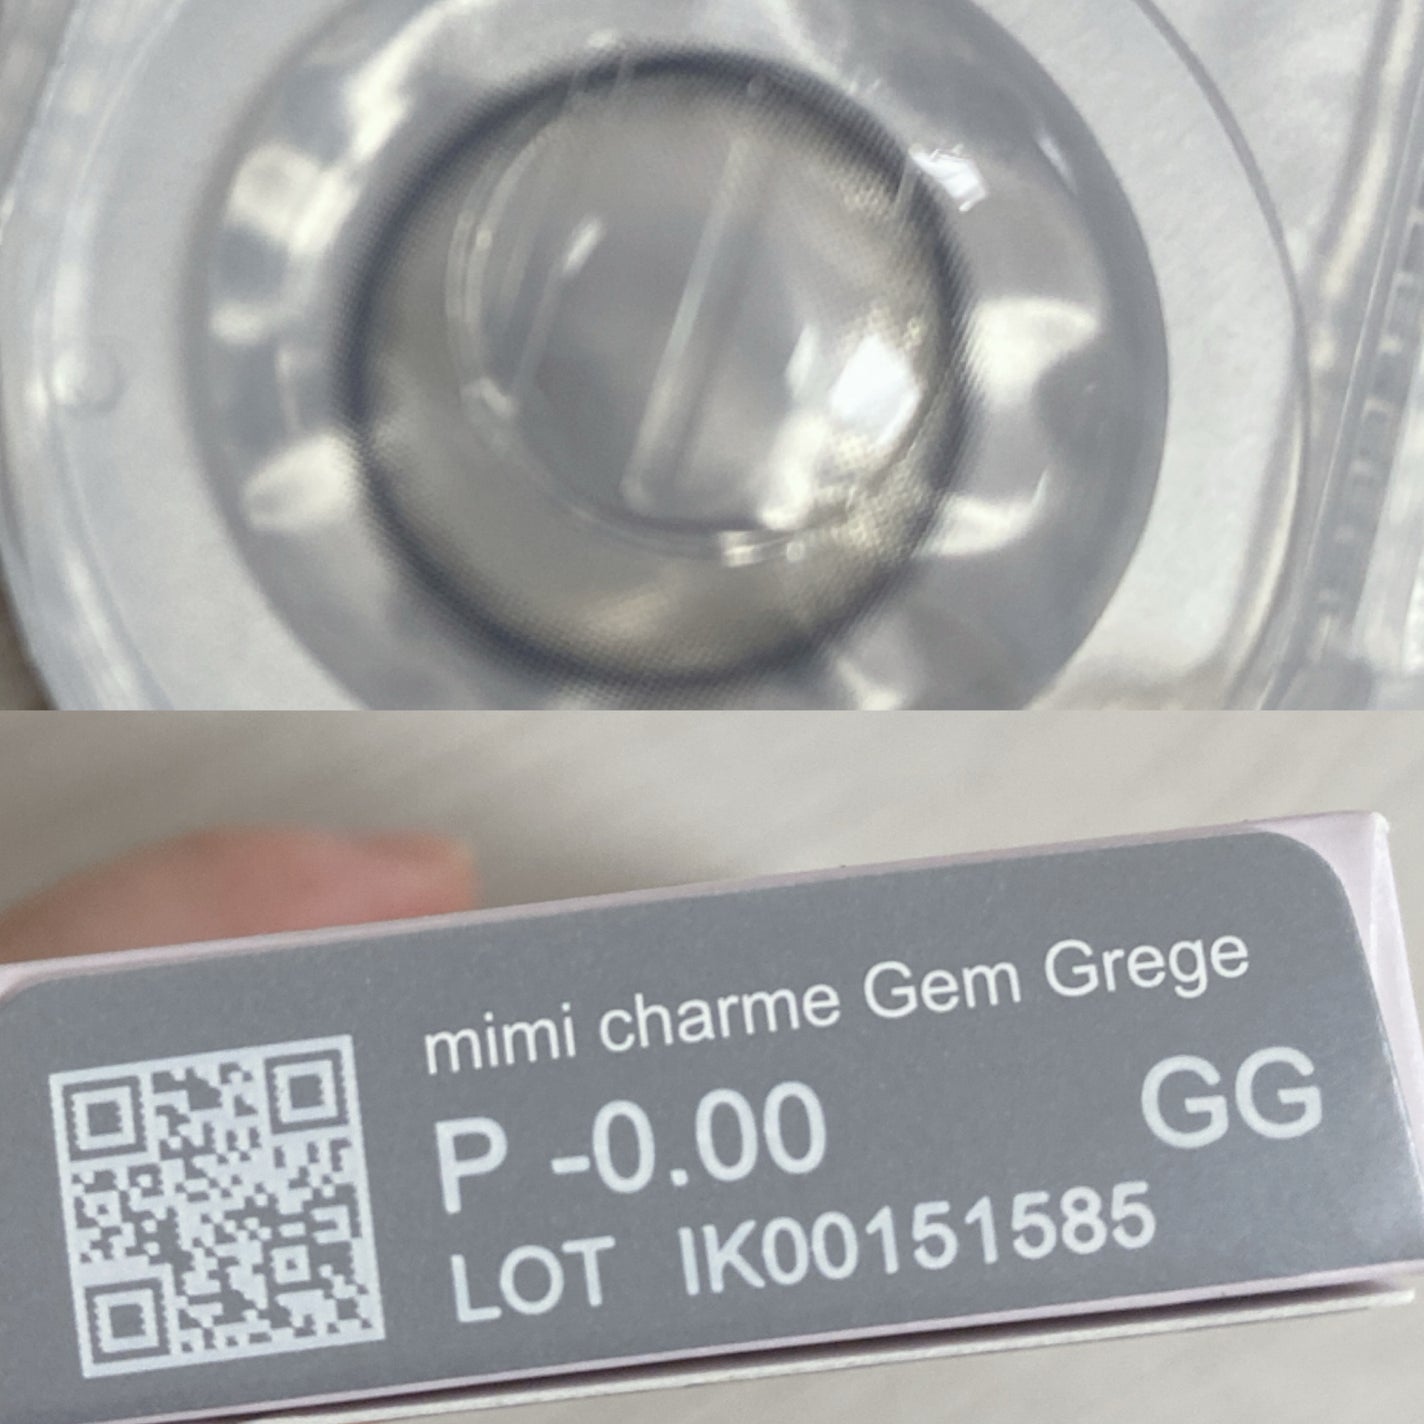 mimi charme Gem Grege
P -0.00 GG
LOT IK00151585